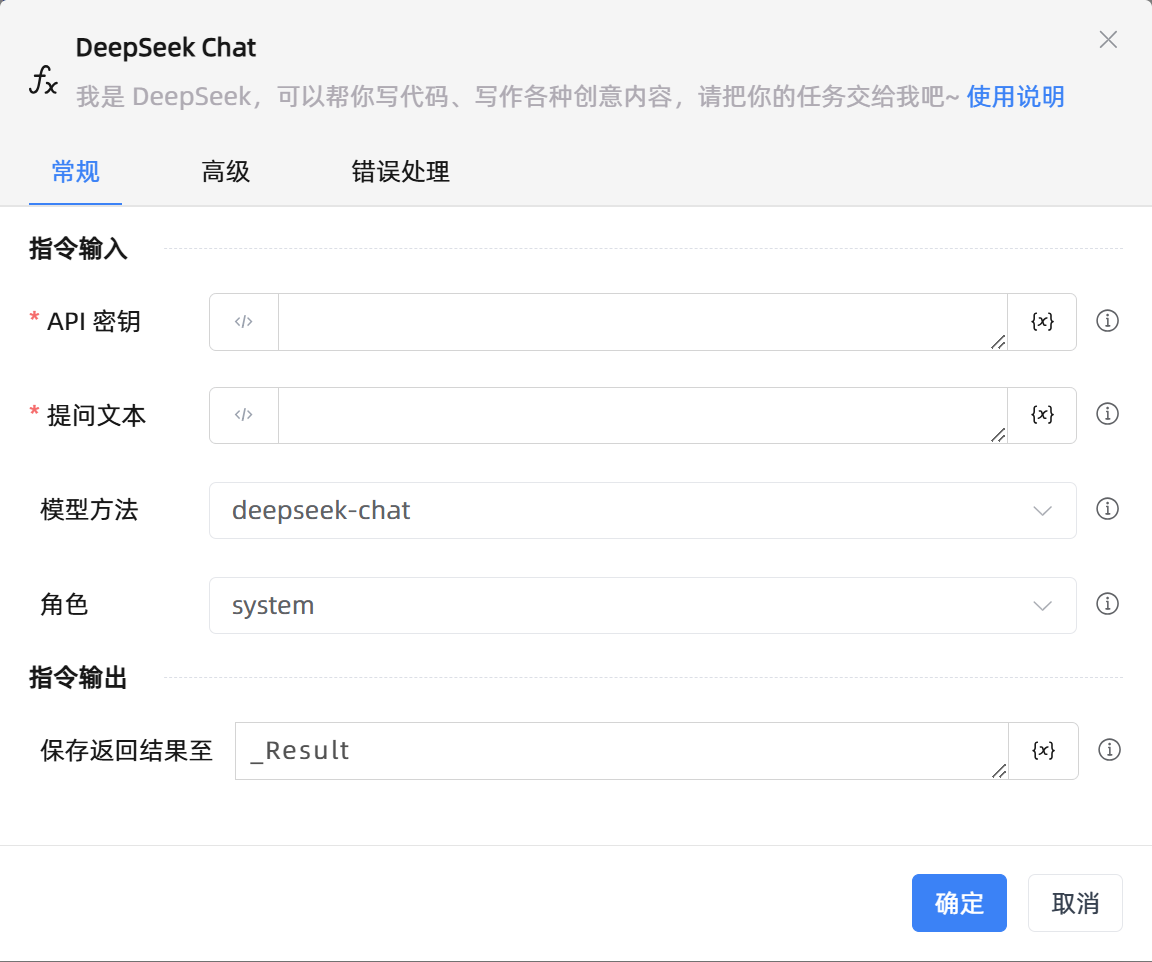 DeepSeek Chat
fx
我是 DeepSeek，可以帮你写代码、写作各种创意内容，请把你的任务交给我吧~ 使用说明
常规 高级 错误处理
指令输入
* API 密钥 </> {x}
* 提问文本 </> {x}
模型方法 deepseek-chat
角色 system
指令输出
保存返回结果至 _Result {x}
确定 取消